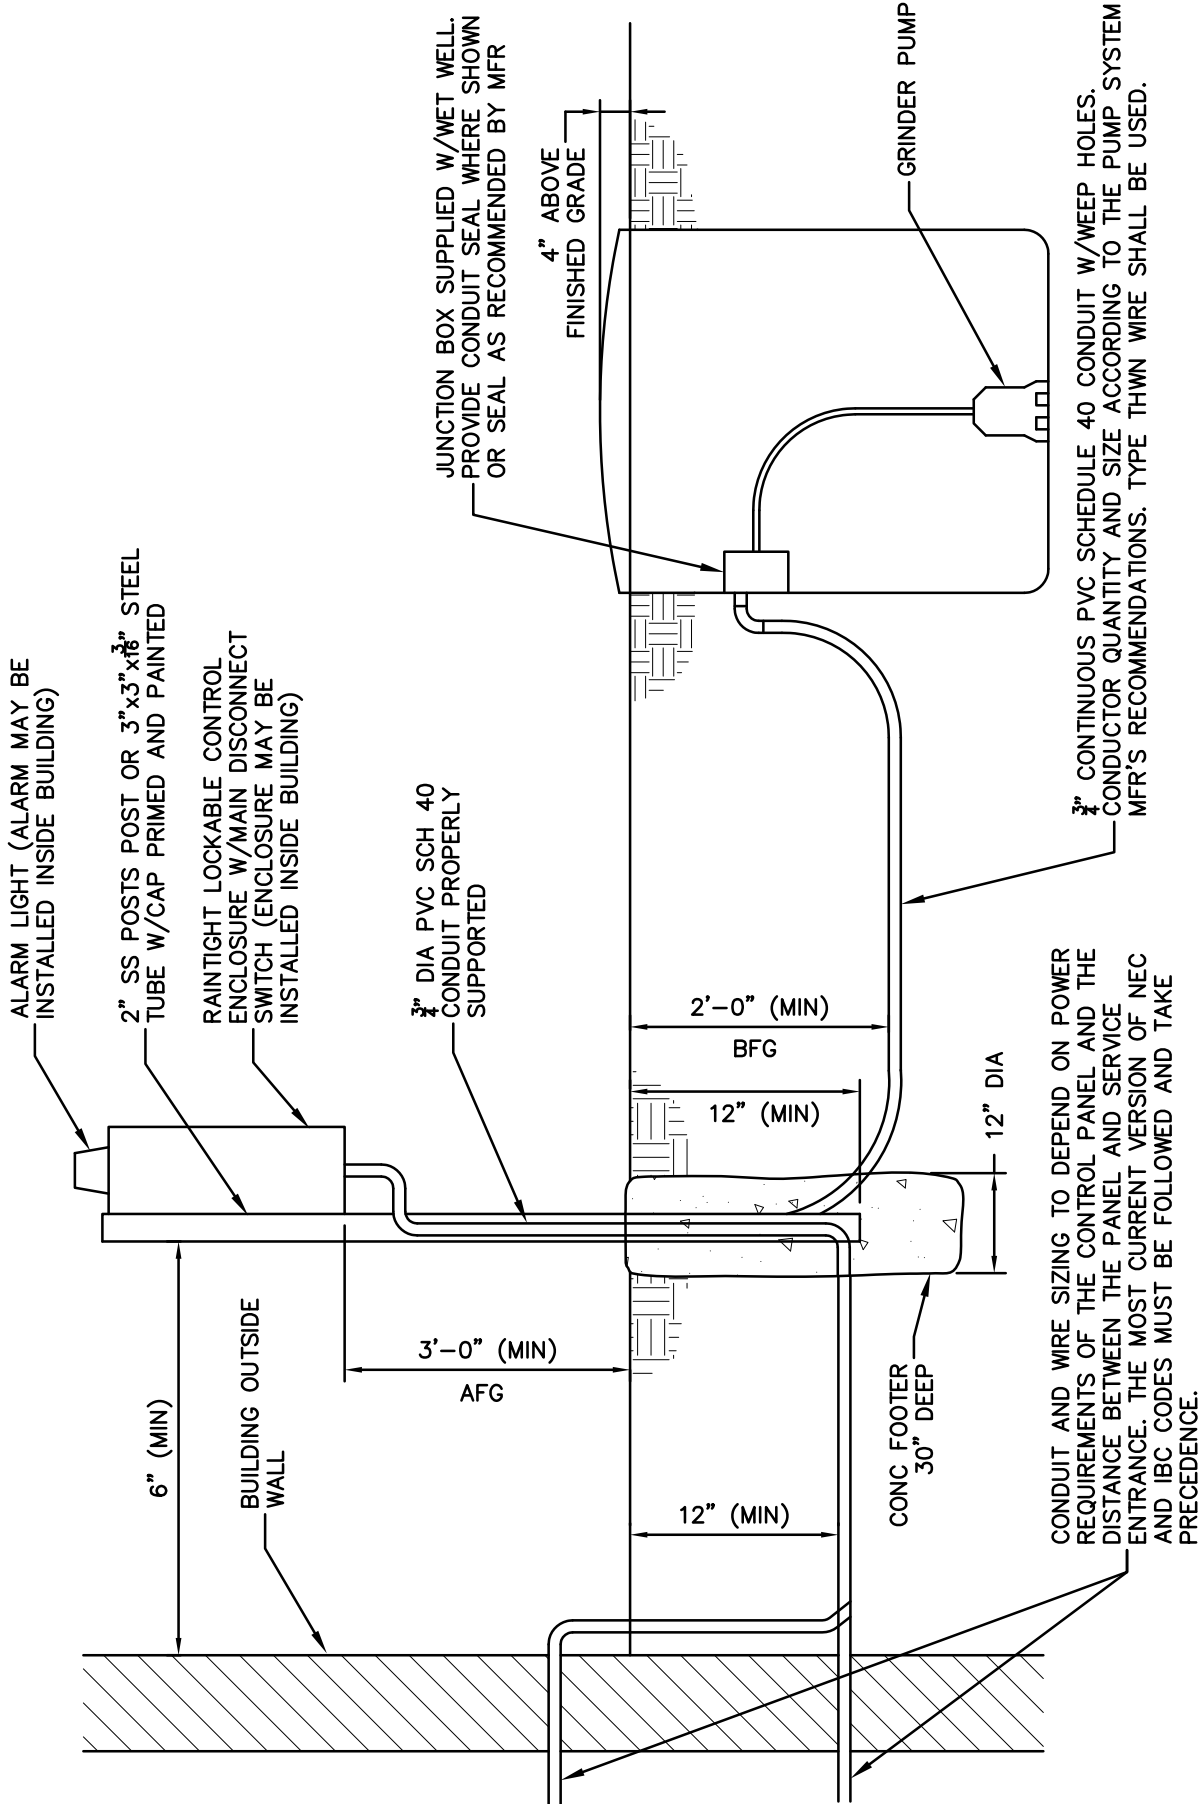 ALARM LIGHT (ALARM MAY BE
INSTALLED INSIDE BUILDING)
2" SS POSTS POST OR 3"x3"x3/16" STEEL
TUBE W/CAP PRIMED AND PAINTED
RAINTIGHT LOCKABLE CONTROL
ENCLOSURE W/MAIN DISCONNECT
SWITCH (ENCLOSURE MAY BE
INSTALLED INSIDE BUILDING)
3/4" DIA PVC SCH 40
CONDUIT PROPERLY
SUPPORTED
JUNCTION BOX SUPPLIED W/WET WELL.
PROVIDE CONDUIT SEAL WHERE SHOWN
OR SEAL AS RECOMMENDED BY MFR
4" ABOVE
FINISHED GRADE
6" (MIN)
BUILDING OUTSIDE
WALL
3'-0" (MIN)
AFG
12" (MIN)
12" (MIN)
2'-0" (MIN)
BFG
12" DIA
CONC FOOTER
30" DEEP
GRINDER PUMP
CONDUIT AND WIRE SIZING TO DEPEND ON POWER
REQUIREMENTS OF THE CONTROL PANEL AND THE
DISTANCE BETWEEN THE PANEL AND SERVICE
ENTRANCE. THE MOST CURRENT VERSION OF NEC
AND IBC CODES MUST BE FOLLOWED AND TAKE
PRECEDENCE.
3/4" CONTINUOUS PVC SCHEDULE 40 CONDUIT W/WEEP HOLES.
CONDUCTOR QUANTITY AND SIZE ACCORDING TO THE PUMP SYSTEM
MFR'S RECOMMENDATIONS. TYPE THWN WIRE SHALL BE USED.